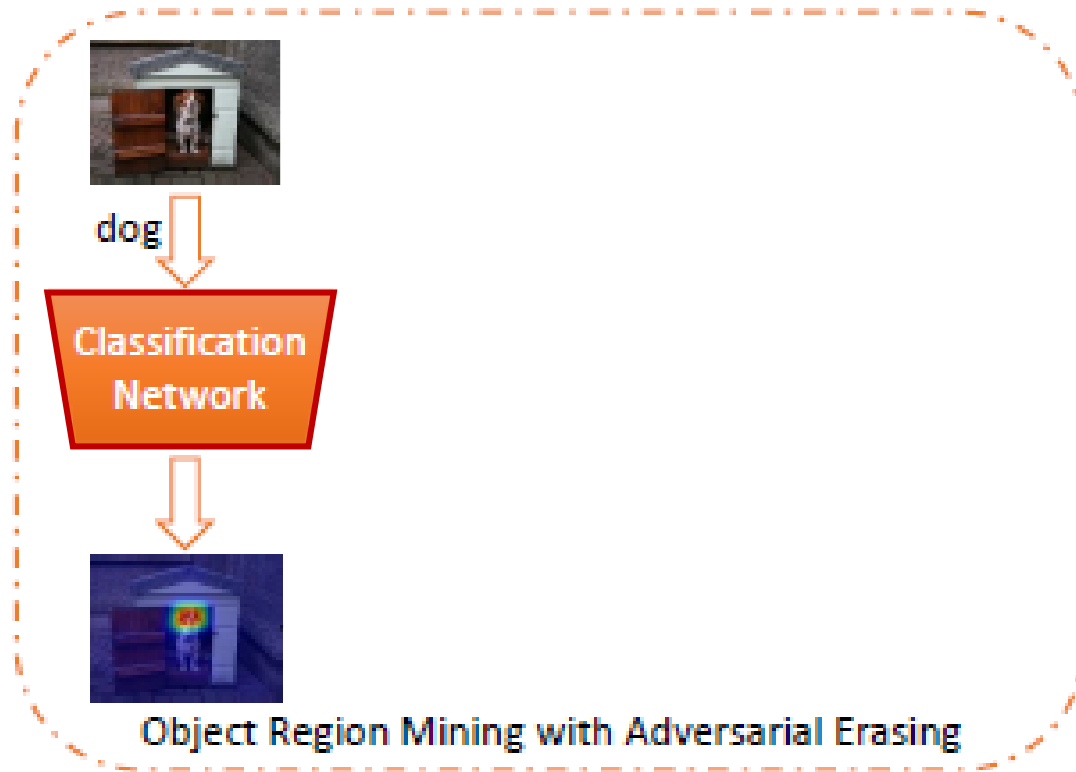 dog
Classification
Network
Object Region Mining with Adversarial Erasing